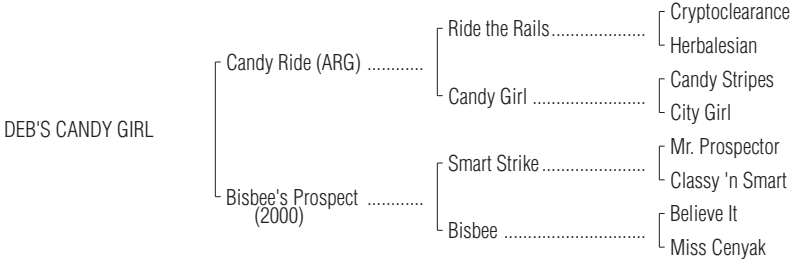 Cryptoclearance
Ride the Rails....................
Herbalesian
Candy Ride (ARG) ............
Candy Stripes
Candy Girl ........................
City Girl
DEB'S CANDY GIRL
Mr. Prospector
Smart Strike......................
Classy 'n Smart
Bisbee's Prospect ............
(2000)
Believe It
Bisbee ..............................
Miss Cenyak